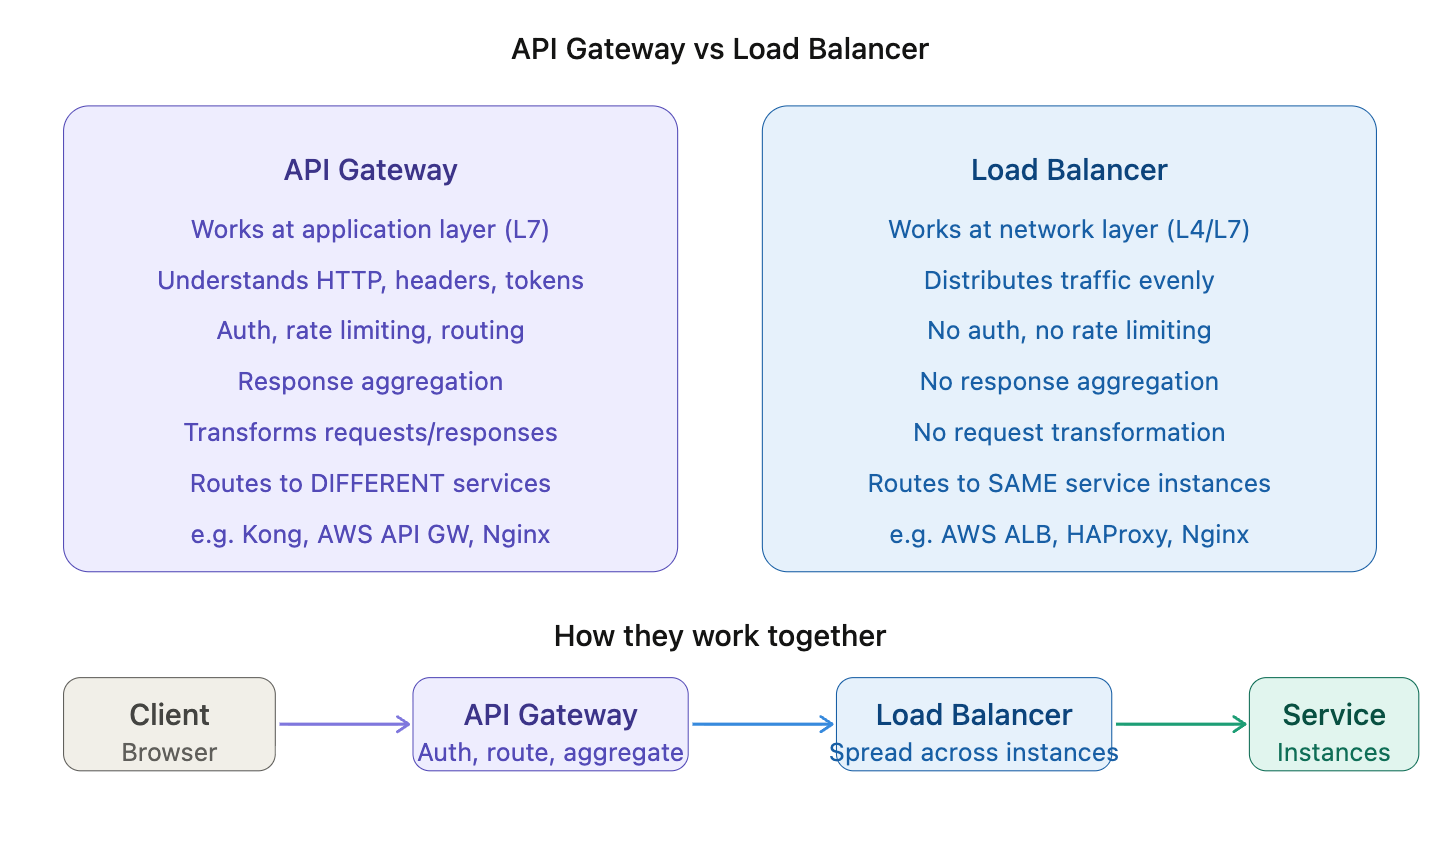 API Gateway vs Load Balancer
API Gateway
Works at application layer (L7)
Understands HTTP, headers, tokens
Auth, rate limiting, routing
Response aggregation
Transforms requests/responses
Routes to DIFFERENT services
e.g. Kong, AWS API GW, Nginx
Load Balancer
Works at network layer (L4/L7)
Distributes traffic evenly
No auth, no rate limiting
No response aggregation
No request transformation
Routes to SAME service instances
e.g. AWS ALB, HAProxy, Nginx
How they work together
Client
Browser
API Gateway
Auth, route, aggregate
Load Balancer
Spread across instances
Service
Instances